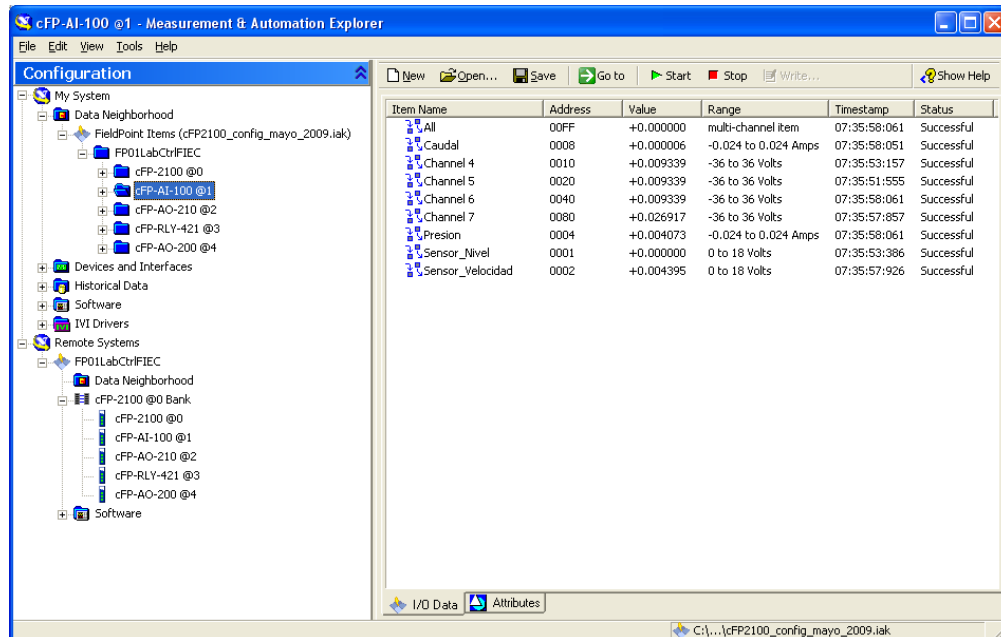 cFP-AI-100 @1 - Measurement & Automation Explorer
File Edit View Tools Help
Configuration
My System
Data Neighborhood
FieldPoint Items (cFP2100_config_mayo_2009.iak)
FP01LabCtrlFIEC
cFP-2100 @0
cFP-AI-100 @1
cFP-AO-210 @2
cFP-RLY-421 @3
cFP-AO-200 @4
Devices and Interfaces
Historical Data
Software
IVI Drivers
Remote Systems
FP01LabCtrlFIEC
Data Neighborhood
cFP-2100 @0 Bank
cFP-2100 @0
cFP-AI-100 @1
cFP-AO-210 @2
cFP-RLY-421 @3
cFP-AO-200 @4
Software
New Open... Save Go to Start Stop Write... Show Help
Item Name Address Value Range Timestamp Status
All 00FF +0.000000 multi-channel item 07:35:58:061 Successful
Caudal 0008 +0.000006 -0.024 to 0.024 Amps 07:35:58:051 Successful
Channel 4 0010 +0.009339 -36 to 36 Volts 07:35:53:157 Successful
Channel 5 0020 +0.009339 -36 to 36 Volts 07:35:51:555 Successful
Channel 6 0040 +0.009339 -36 to 36 Volts 07:35:58:061 Successful
Channel 7 0080 +0.026917 -36 to 36 Volts 07:35:57:857 Successful
Presion 0004 +0.004073 -0.024 to 0.024 Amps 07:35:58:061 Successful
Sensor_Nivel 0001 +0.000000 0 to 18 Volts 07:35:53:386 Successful
Sensor_Velocidad 0002 +0.004395 0 to 18 Volts 07:35:57:926 Successful
I/O Data Attributes
C:\...\cFP2100_config_mayo_2009.iak